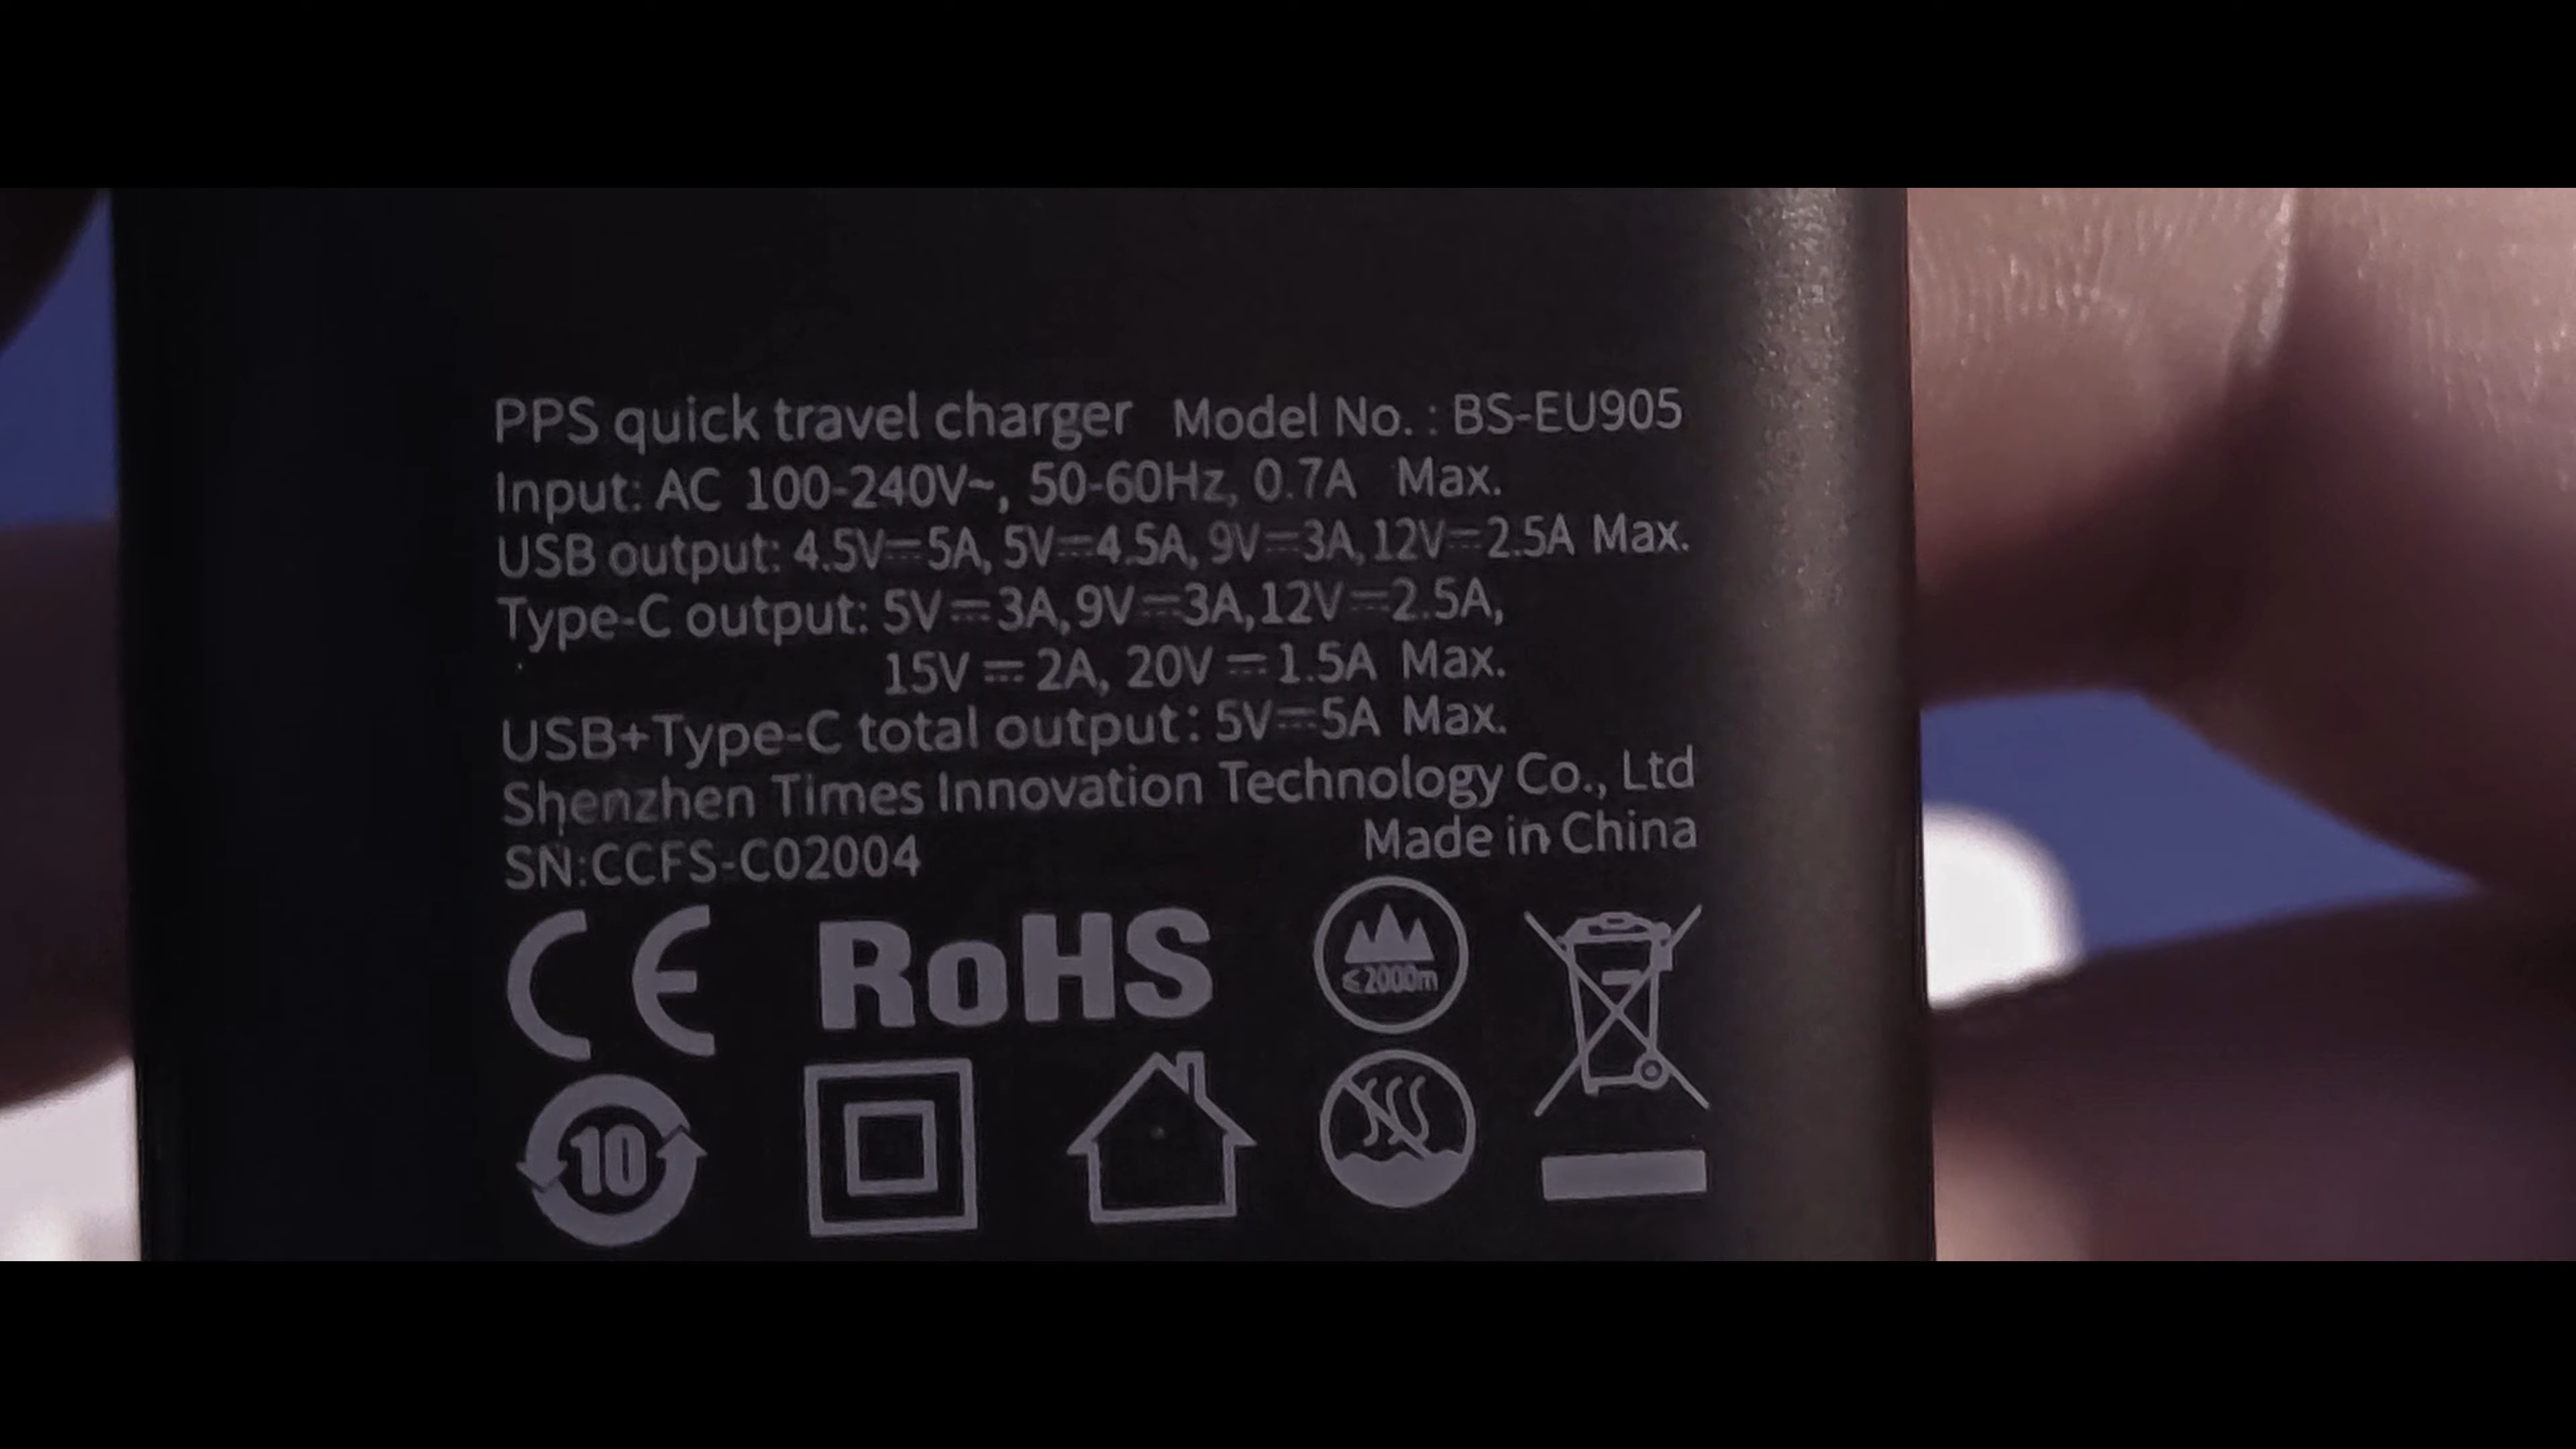 PPS quick travel charger Model No. : BS-EU905
Input: AC 100-240V~, 50-60Hz, 0.7A Max.
USB output: 4.5V⎓5A, 5V⎓4.5A, 9V⎓3A, 12V⎓2.5A Max.
Type-C output: 5V⎓3A, 9V⎓3A, 12V⎓2.5A,
15V⎓2A, 20V⎓1.5A Max.
USB+Type-C total output: 5V⎓5A Max.
Shenzhen Times Innovation Technology Co., Ltd
Made in China
SN:CCFS-C02004
CE RoHS
≤2000m
10